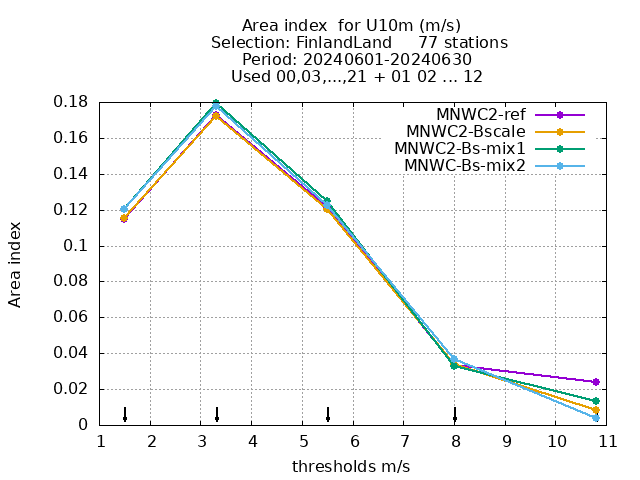 Area index  for U10m (m/s)
Selection: FinlandLand     77 stations
Period: 20240601-20240630
Used 00,03,...,21 + 01 02 ... 12
MNWC2-ref
MNWC2-Bscale
MNWC2-Bs-mix1
MNWC-Bs-mix2
0.18
0.16
0.14
0.12
0.1
0.08
0.06
0.04
0.02
0
Area index
1 2 3 4 5 6 7 8 9 10 11
thresholds m/s